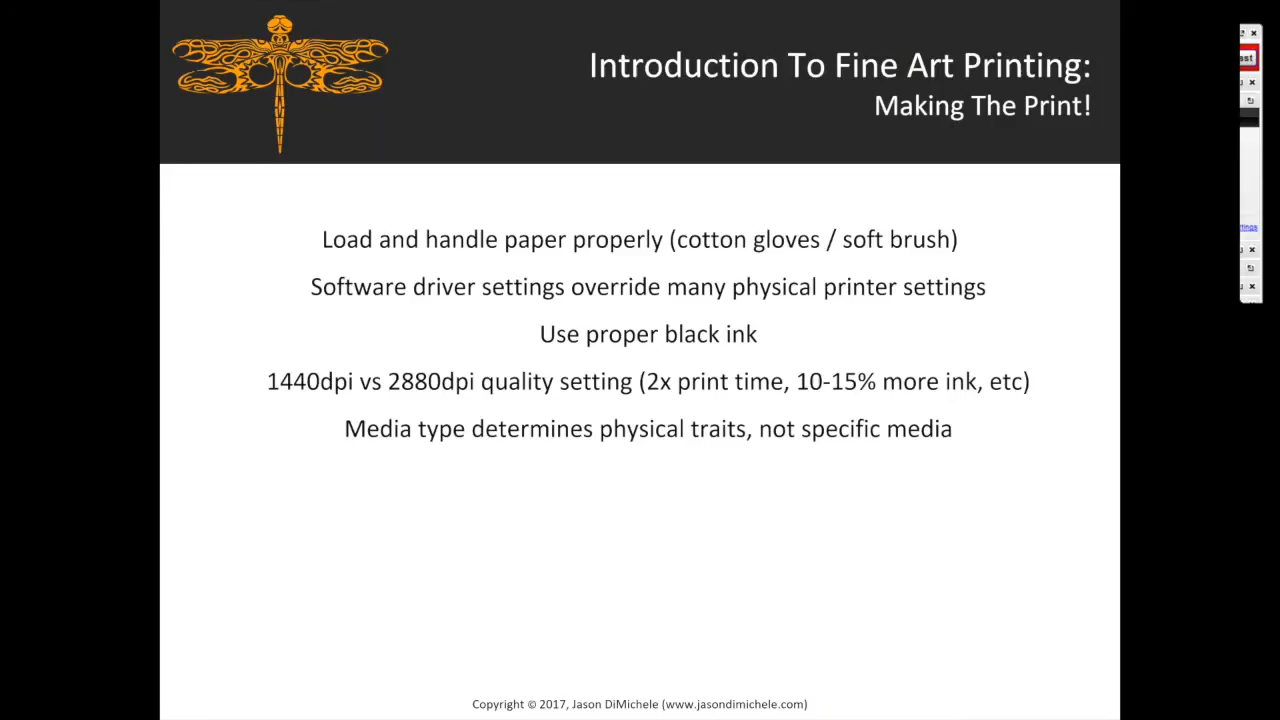 Introduction To Fine Art Printing:
Making The Print!
Load and handle paper properly (cotton gloves / soft brush)
Software driver settings override many physical printer settings
Use proper black ink
1440dpi vs 2880dpi quality setting (2x print time, 10-15% more ink, etc)
Media type determines physical traits, not specific media
Copyright © 2017, Jason DiMichele (www.jasondimichele.com)